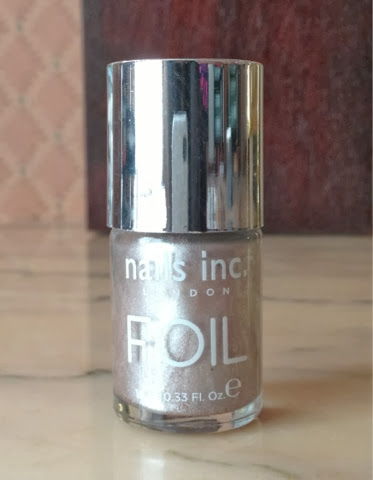 nails inc.
LONDON
FOIL
0.33 Fl. Oz. e